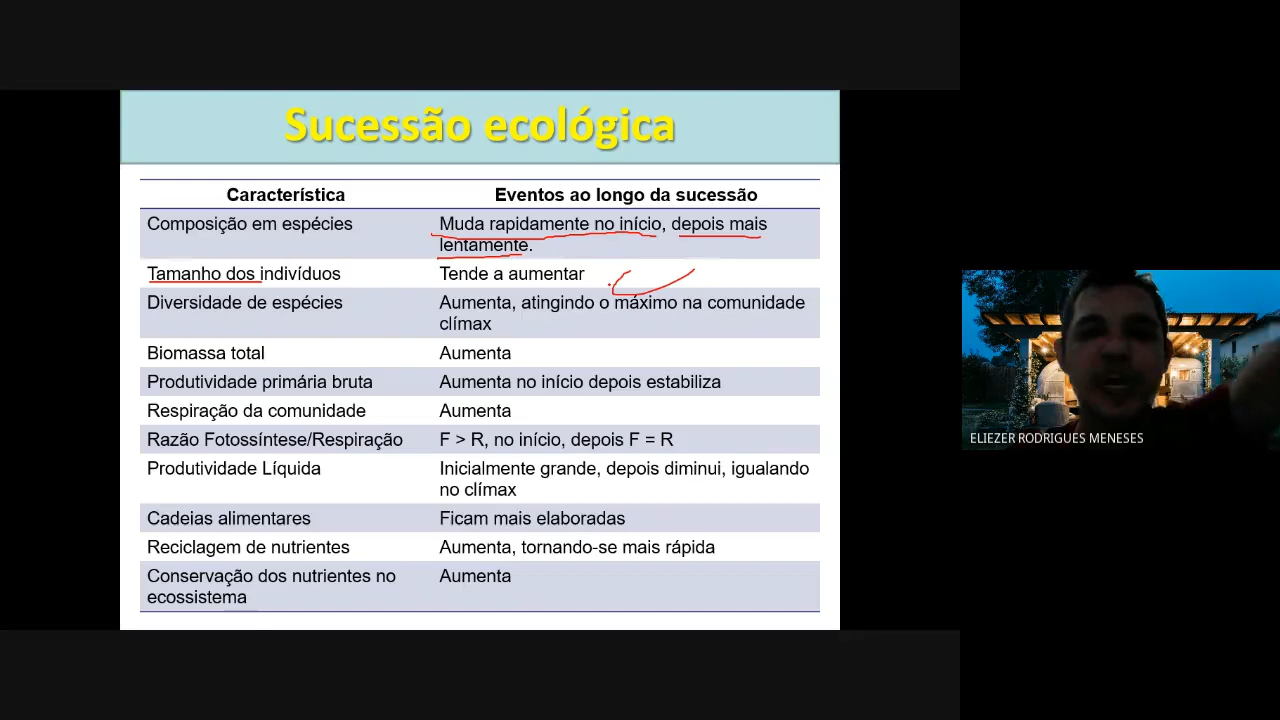 Sucessão ecológica
Característica Eventos ao longo da sucessão
Composição em espécies Muda rapidamente no início, depois mais
lentamente.
Tamanho dos indivíduos Tende a aumentar
Diversidade de espécies Aumenta, atingindo o máximo na comunidade
clímax
Biomassa total Aumenta
Produtividade primária bruta Aumenta no início depois estabiliza
Respiração da comunidade Aumenta
Razão Fotossíntese/Respiração F > R, no início, depois F = R
Produtividade Líquida Inicialmente grande, depois diminui, igualando
no clímax
Cadeias alimentares Ficam mais elaboradas
Reciclagem de nutrientes Aumenta, tornando-se mais rápida
Conservação dos nutrientes no Aumenta
ecossistema
ELIEZER RODRIGUES MENESES